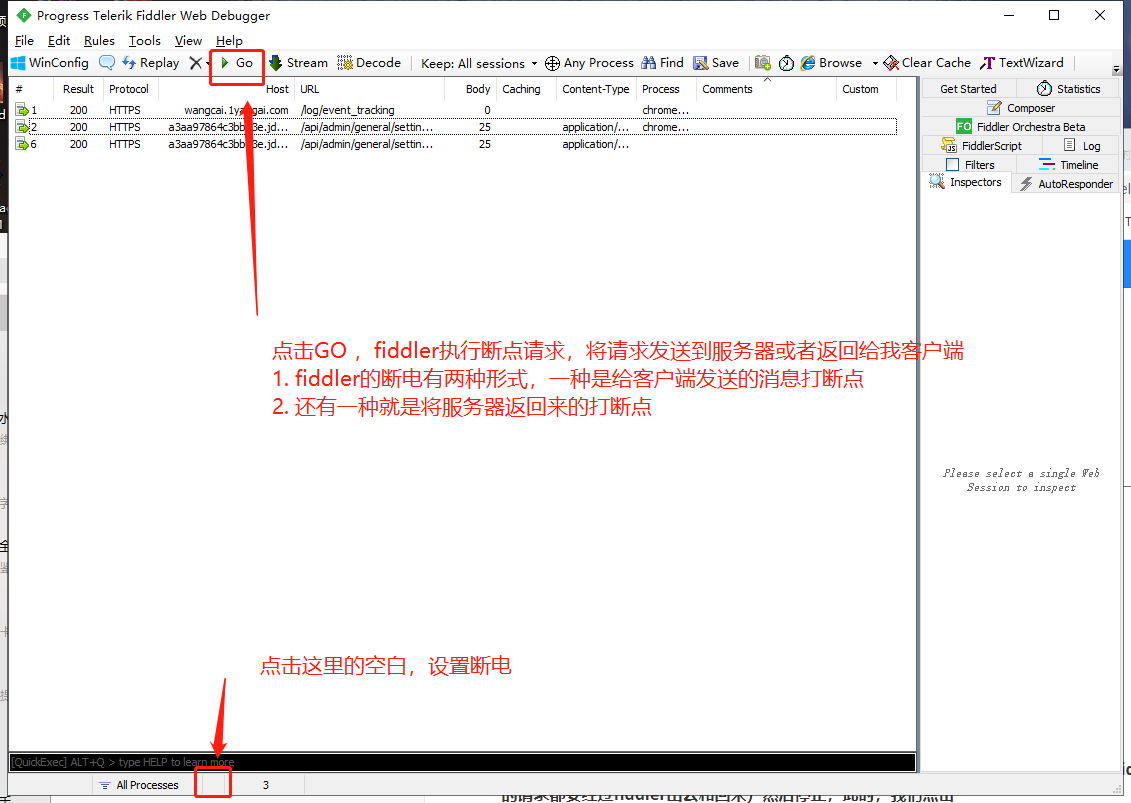 Progress Telerik Fiddler Web Debugger
File Edit Rules Tools View Help
WinConfig Replay Go Stream Decode Keep: All sessions Any Process Find Save Browse Clear Cache TextWizard
# Result Protocol Host URL Body Caching Content-Type Process Comments Custom
1 200 HTTPS /log/event_tracking 0 chrome...
2 200 HTTPS /api/admin/general/settin... 25 application/... chrome...
6 200 HTTPS /api/admin/general/settin... 25 application/...
Get Started Statistics
Composer
FO Fiddler Orchestra Beta
FiddlerScript Log
Filters Timeline
Inspectors AutoResponder
Please select a single Web
Session to inspect
点击GO ，fiddler执行断点请求，将请求发送到服务器或者返回给我客户端
1. fiddler的断电有两种形式，一种是给客户端发送的消息打断点
2. 还有一种就是将服务器返回来的打断点
点击这里的空白，设置断电
[QuickExec] ALT+Q > type HELP to learn more
All Processes 3